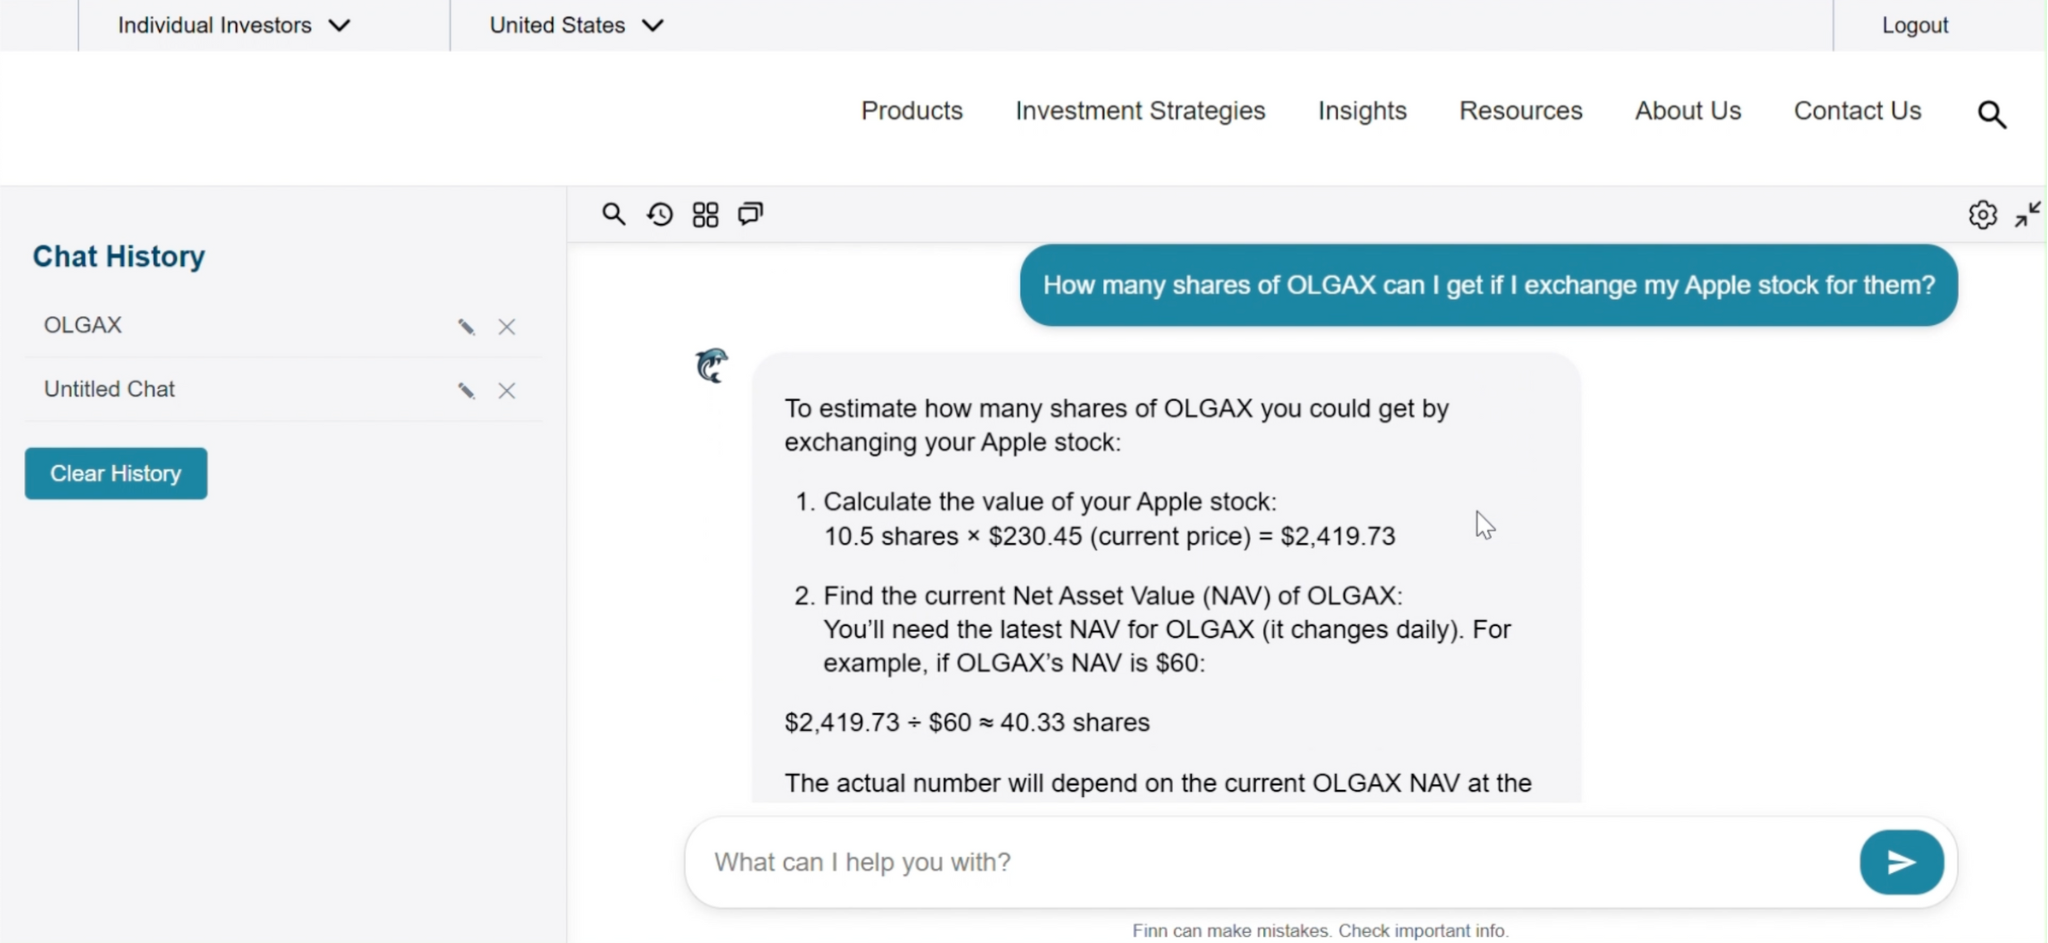 Individual Investors
United States
Logout
Products
Investment Strategies
Insights
Resources
About Us
Contact Us
Chat History
OLGAX
Untitled Chat
Clear History
How many shares of OLGAX can I get if I exchange my Apple stock for them?
To estimate how many shares of OLGAX you could get by
exchanging your Apple stock:
1. Calculate the value of your Apple stock:
10.5 shares × $230.45 (current price) = $2,419.73
2. Find the current Net Asset Value (NAV) of OLGAX:
You’ll need the latest NAV for OLGAX (it changes daily). For
example, if OLGAX’s NAV is $60:
$2,419.73 ÷ $60 ≈ 40.33 shares
The actual number will depend on the current OLGAX NAV at the
What can I help you with?
Finn can make mistakes. Check important info.